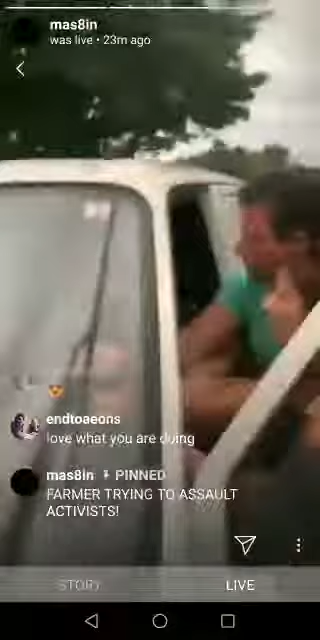 mas8in
was live • 23m ago
endtoaeons
love what you are doing
mas8in PINNED
FARMER TRYING TO ASSAULT
ACTIVISTS!
STORY
LIVE